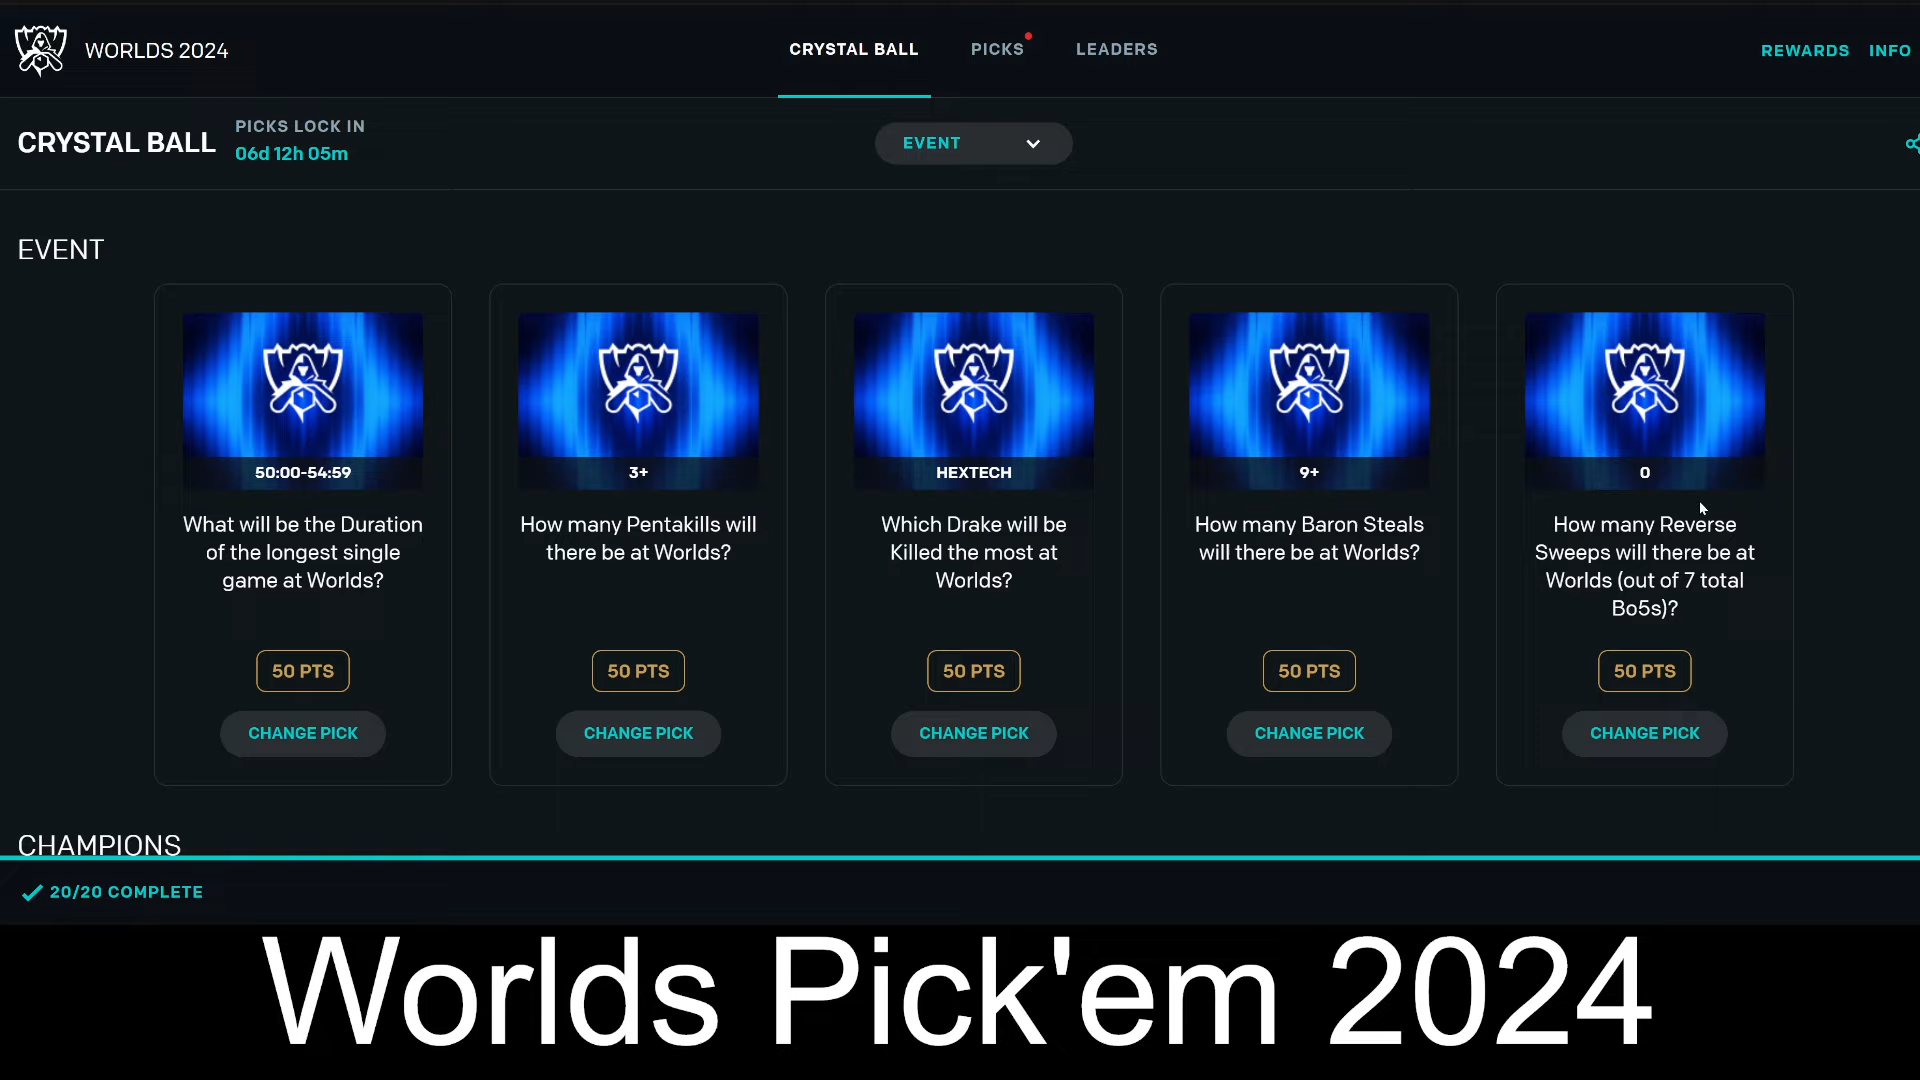 WORLDS 2024
CRYSTAL BALL
PICKS
LEADERS
REWARDS
INFO
CRYSTAL BALL
PICKS LOCK IN
06d 12h 05m
EVENT
EVENT
50:00-54:59
What will be the Duration
of the longest single
game at Worlds?
50 PTS
CHANGE PICK
3+
How many Pentakills will
there be at Worlds?
50 PTS
CHANGE PICK
HEXTECH
Which Drake will be
Killed the most at
Worlds?
50 PTS
CHANGE PICK
9+
How many Baron Steals
will there be at Worlds?
50 PTS
CHANGE PICK
0
How many Reverse
Sweeps will there be at
Worlds (out of 7 total
Bo5s)?
50 PTS
CHANGE PICK
CHAMPIONS
20/20 COMPLETE
Worlds Pick'em 2024